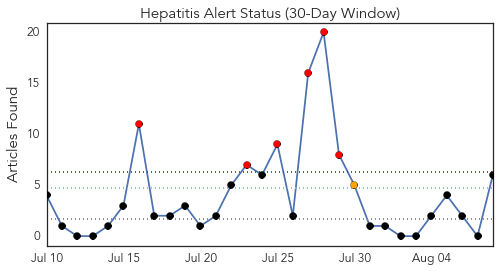 Hepatitis Alert Status (30-Day Window)
Articles Found
20
15
10
5
0
Jul 10 Jul 15 Jul 20 Jul 25 Jul 30 Aug 04